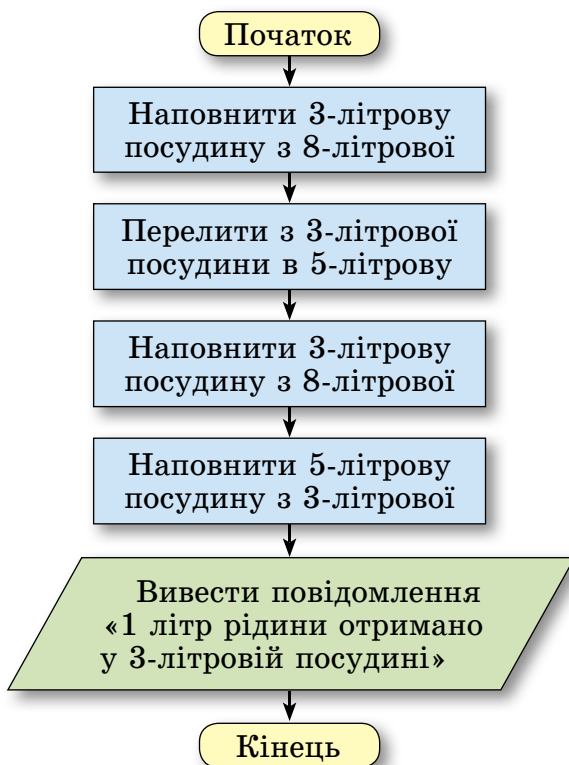 Початок
Наповнити 3-літрову
посудину з 8-літрової
Перелити з 3-літрової
посудини в 5-літрову
Наповнити 3-літрову
посудину з 8-літрової
Наповнити 5-літрову
посудину з 3-літрової
Вивести повідомлення
«1 літр рідини отримано
у 3-літровій посудині»
Кінець